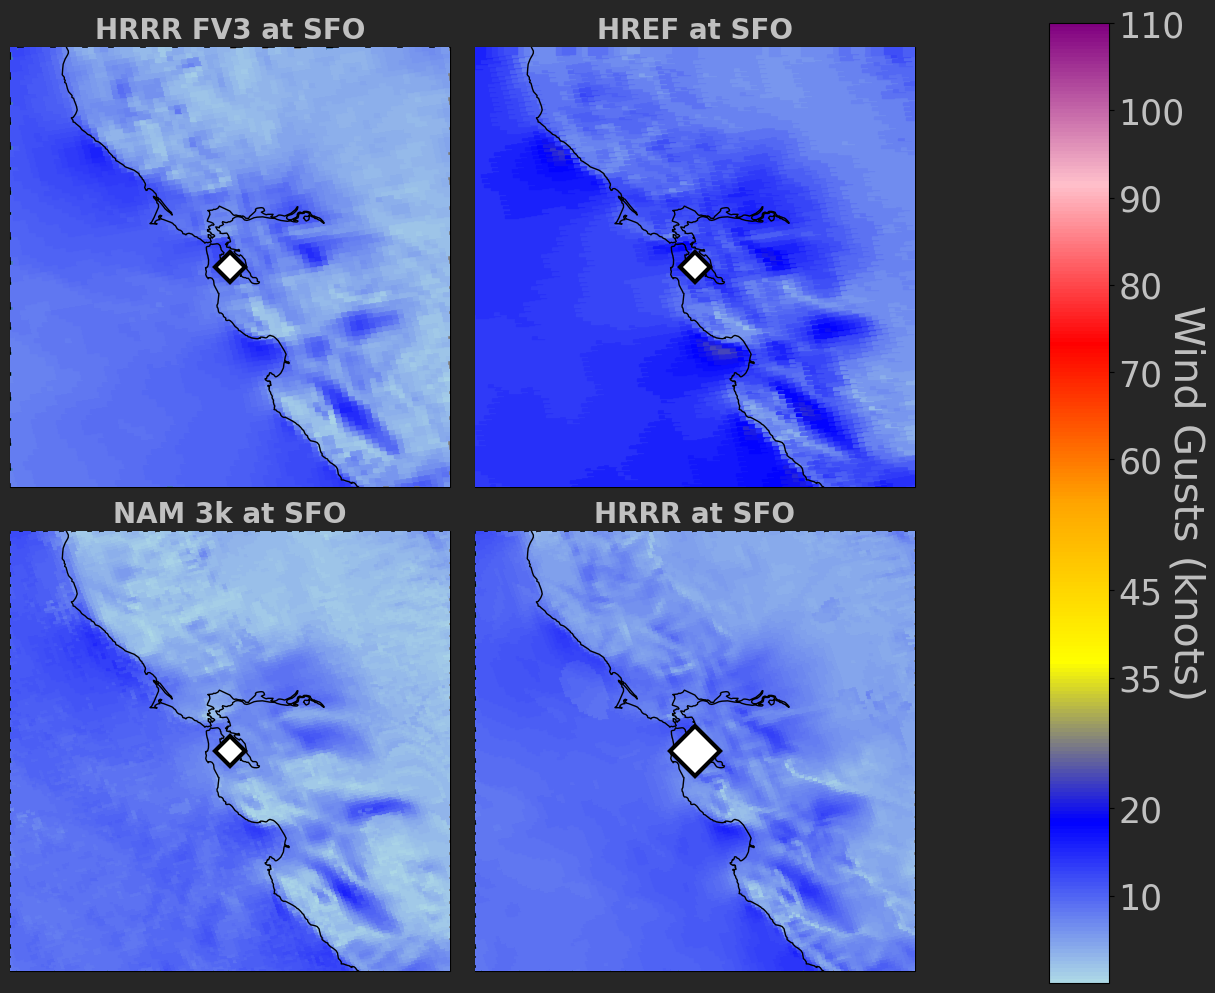 HRRR FV3 at SFO
HREF at SFO
NAM 3k at SFO
HRRR at SFO
110
100
90
80
70
60
45
35
20
10
Wind Gusts (knots)